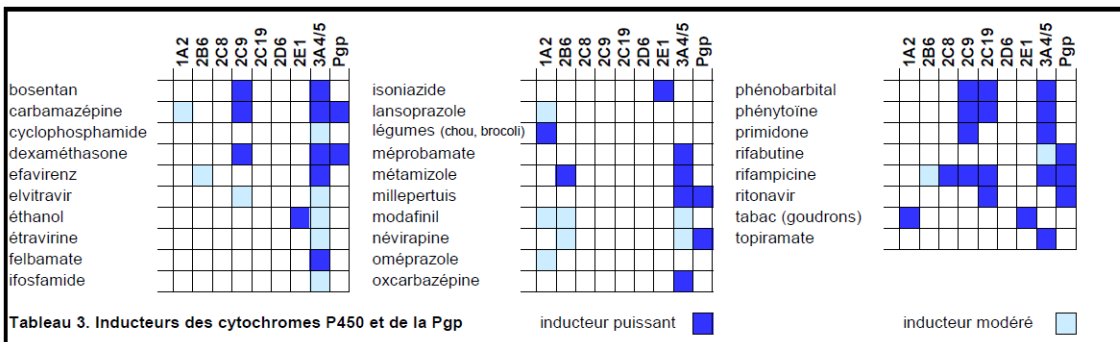 1A2 2B6 2C8 2C9 2C19 2D6 2E1 3A4/5 Pgp
bosentan
carbamazépine
cyclophosphamide
dexaméthasone
efavirenz
elvitravir
éthanol
étravirine
felbamate
ifosfamide
1A2 2B6 2C8 2C9 2C19 2D6 2E1 3A4/5 Pgp
isoniazide
lansoprazole
légumes (chou, brocoli)
méprobamate
métamizole
millepertuis
modafinil
névirapine
oméprazole
oxcarbazépine
1A2 2B6 2C8 2C9 2C19 2D6 2E1 3A4/5 Pgp
phénobarbital
phénytoïne
primidone
rifabutine
rifampicine
ritonavir
tabac (goudrons)
topiramate
Tableau 3. Inducteurs des cytochromes P450 et de la Pgp
inducteur puissant
inducteur modéré